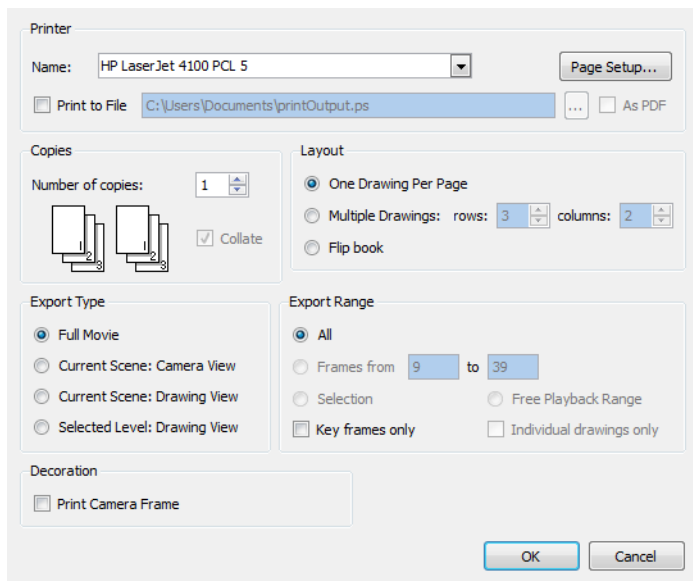 Printer
Name: HP LaserJet 4100 PCL 5 Page Setup...
Print to File C:\Users\Documents\printOutput.ps ... As PDF
Copies
Number of copies: 1
1 2 3 1 2 3 Collate
Layout
One Drawing Per Page
Multiple Drawings: rows: 3 columns: 2
Flip book
Export Type
Full Movie
Current Scene: Camera View
Current Scene: Drawing View
Selected Level: Drawing View
Export Range
All
Frames from 9 to 39
Selection Free Playback Range
Key frames only Individual drawings only
Decoration
Print Camera Frame
OK Cancel